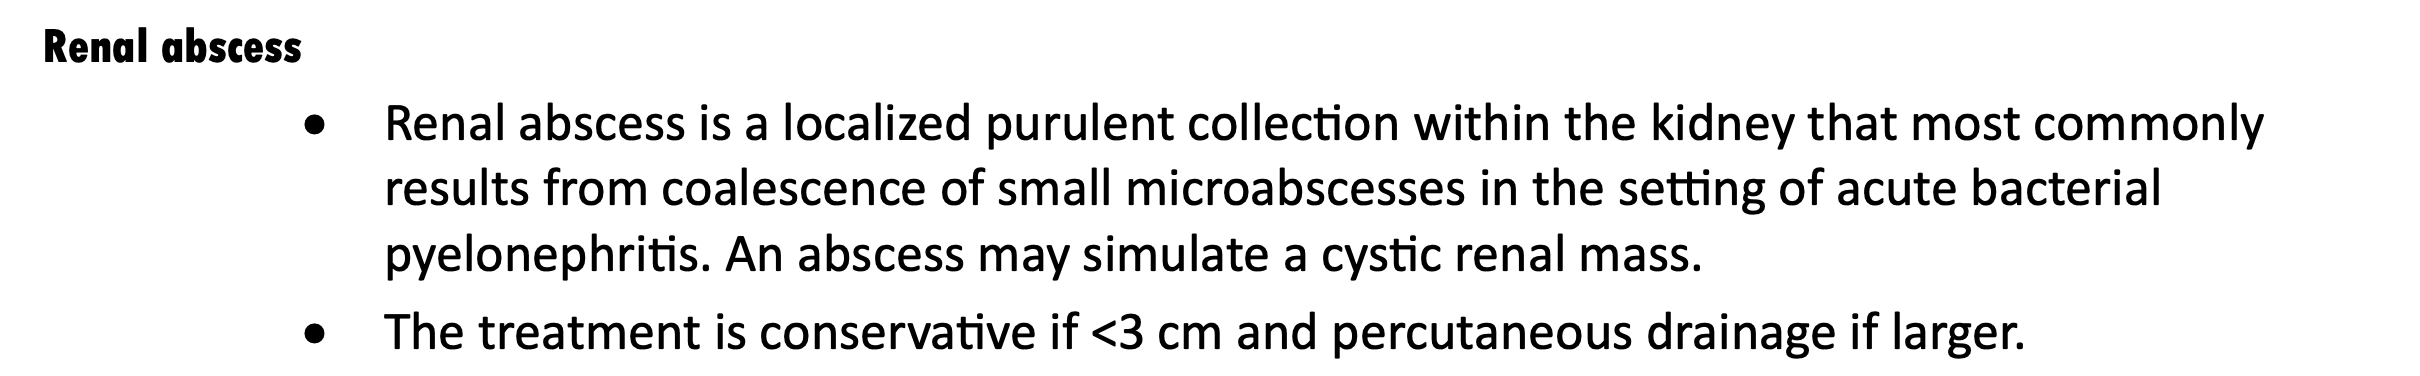 Renal abscess
• Renal abscess is a localized purulent collection within the kidney that most commonly
results from coalescence of small microabscesses in the setting of acute bacterial
pyelonephritis. An abscess may simulate a cystic renal mass.
• The treatment is conservative if <3 cm and percutaneous drainage if larger.